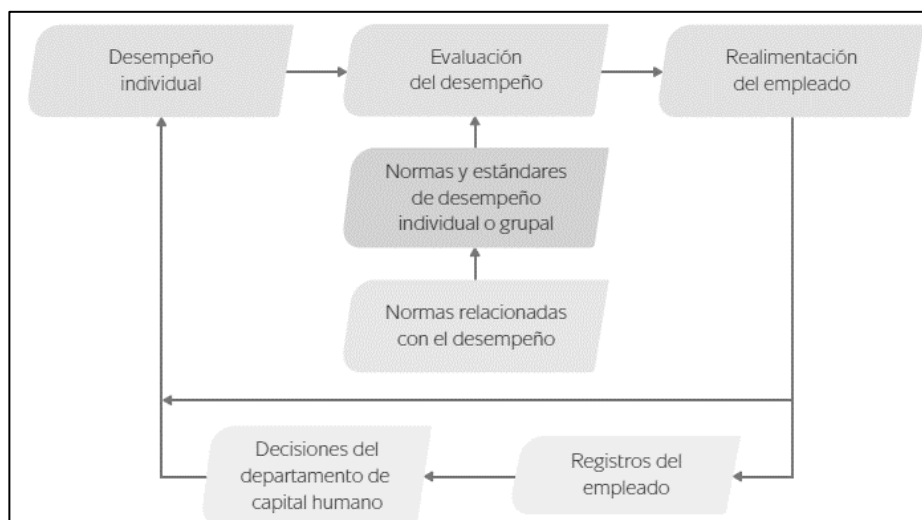 Desempeño
individual
Evaluación
del desempeño
Realimentación
del empleado
Normas y estándares
de desempeño
individual o grupal
Normas relacionadas
con el desempeño
Decisiones del
departamento de
capital humano
Registros del
empleado